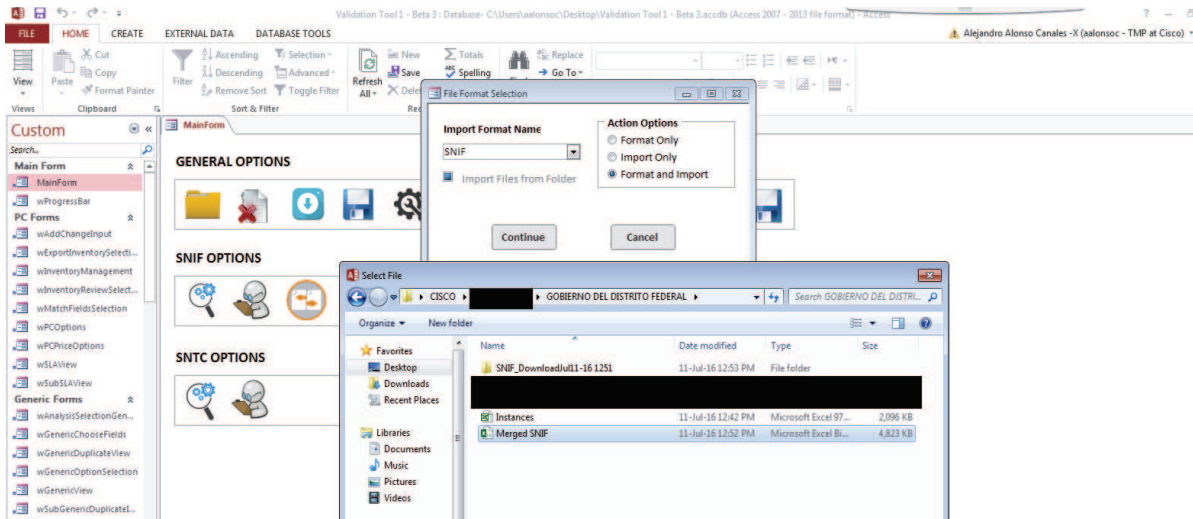 Validation Tool 1 - Beta 3 : Database- C:\Users\aalonsoc\Desktop\Validation Tool 1 - Beta 3.accdb (Access 2007 - 2013 file format) - Access
FILE HOME CREATE EXTERNAL DATA DATABASE TOOLS
Alejandro Alonso Canales -X (aalonsoc - TMP at Cisco)
View
Views
Paste
Cut
Copy
Format Painter
Clipboard
Filter
Ascending
Descending
Remove Sort
Selection
Advanced
Toggle Filter
Sort & Filter
Refresh
All
New
Save
Totals
Spelling
Replace
Go To
Custom
Search...
Main Form
MainForm
wProgressBar
PC Forms
wAddChangeInput
wExportInventorySelecti...
wInventoryManagement
wInventoryReviewSelect...
wMatchFieldsSelection
wPCOptions
wPCPriceOptions
wSLAView
wSubSLAView
Generic Forms
wAnalysisSelectionGen...
wGenericChooseFields
wGenericDuplicateView
wGenericOptionSelection
wGenericView
wSubGenericDuplicateI...
MainForm
GENERAL OPTIONS
SNIF OPTIONS
SNTC OPTIONS
File Format Selection
Import Format Name
SNIF
Import Files from Folder
Action Options
Format Only
Import Only
Format and Import
Continue
Cancel
Select File
CISCO
GOBIERNO DEL DISTRITO FEDERAL
Search GOBIERNO DEL DISTRI...
Organize
New folder
Favorites
Desktop
Downloads
Recent Places
Libraries
Documents
Music
Pictures
Videos
Name Date modified Type Size
SNIF_DownloadJul11-16 1251 11-Jul-16 12:53 PM File folder
Instances 11-Jul-16 12:42 PM Microsoft Excel 97... 2,096 KB
Merged SNIF 11-Jul-16 12:52 PM Microsoft Excel Bi... 4,823 KB